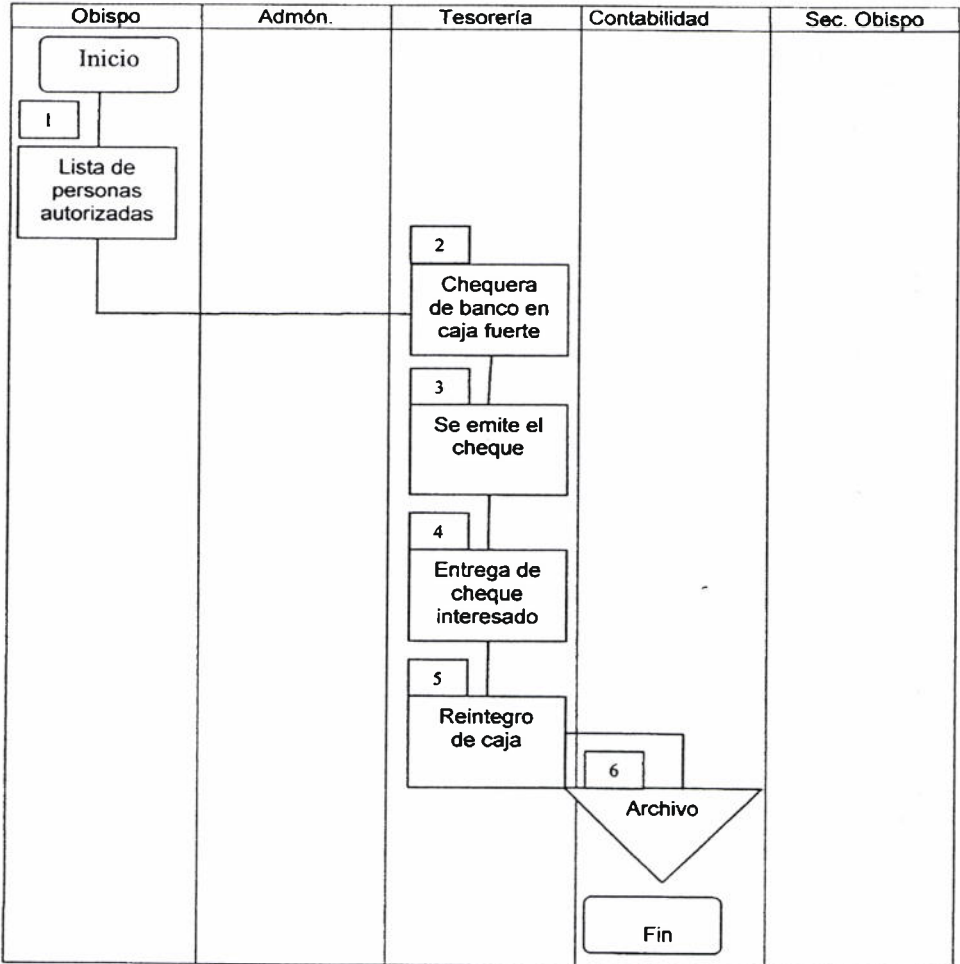 Obispo
Admón.
Tesorería
Contabilidad
Sec. Obispo
Inicio
1
Lista de
personas
autorizadas
2
Chequera
de banco en
caja fuerte
3
Se emite el
cheque
4
Entrega de
cheque
interesado
5
Reintegro
de caja
6
Archivo
Fin